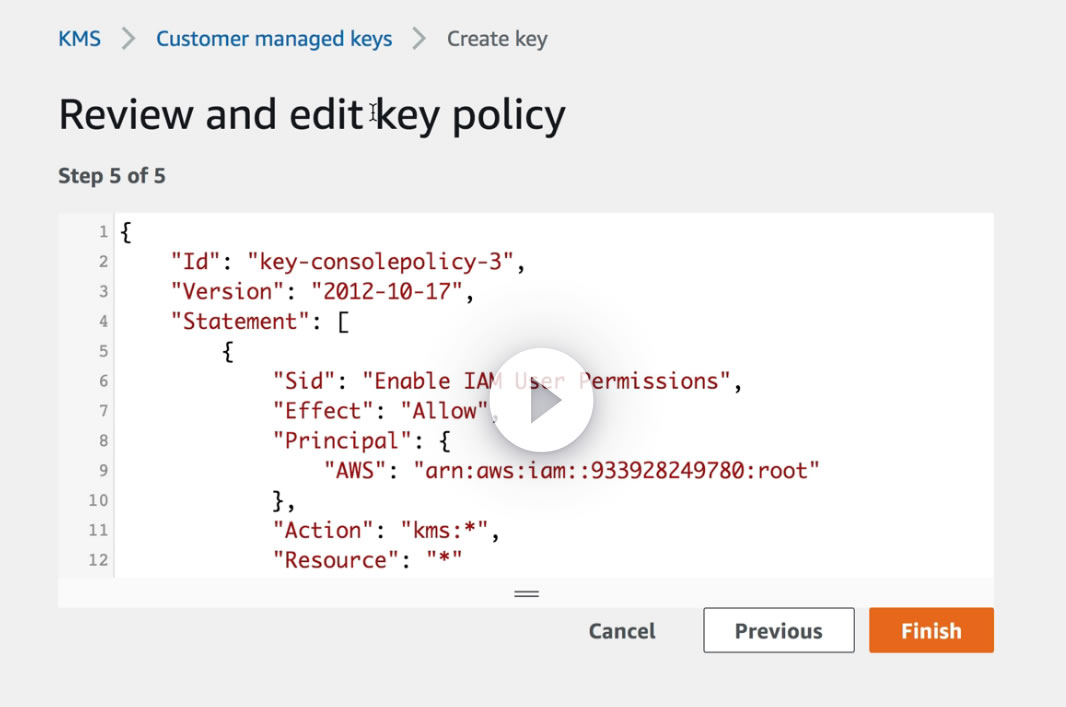 KMS > Customer managed keys > Create key
Review and edit key policy
Step 5 of 5
1 {
2 "Id": "key-consolepolicy-3",
3 "Version": "2012-10-17",
4 "Statement": [
5 {
6 "Sid": "Enable IAM User Permissions",
7 "Effect": "Allow",
8 "Principal": {
9 "AWS": "arn:aws:iam::933928249780:root"
10 },
11 "Action": "kms:*",
12 "Resource": "*"
Cancel Previous Finish